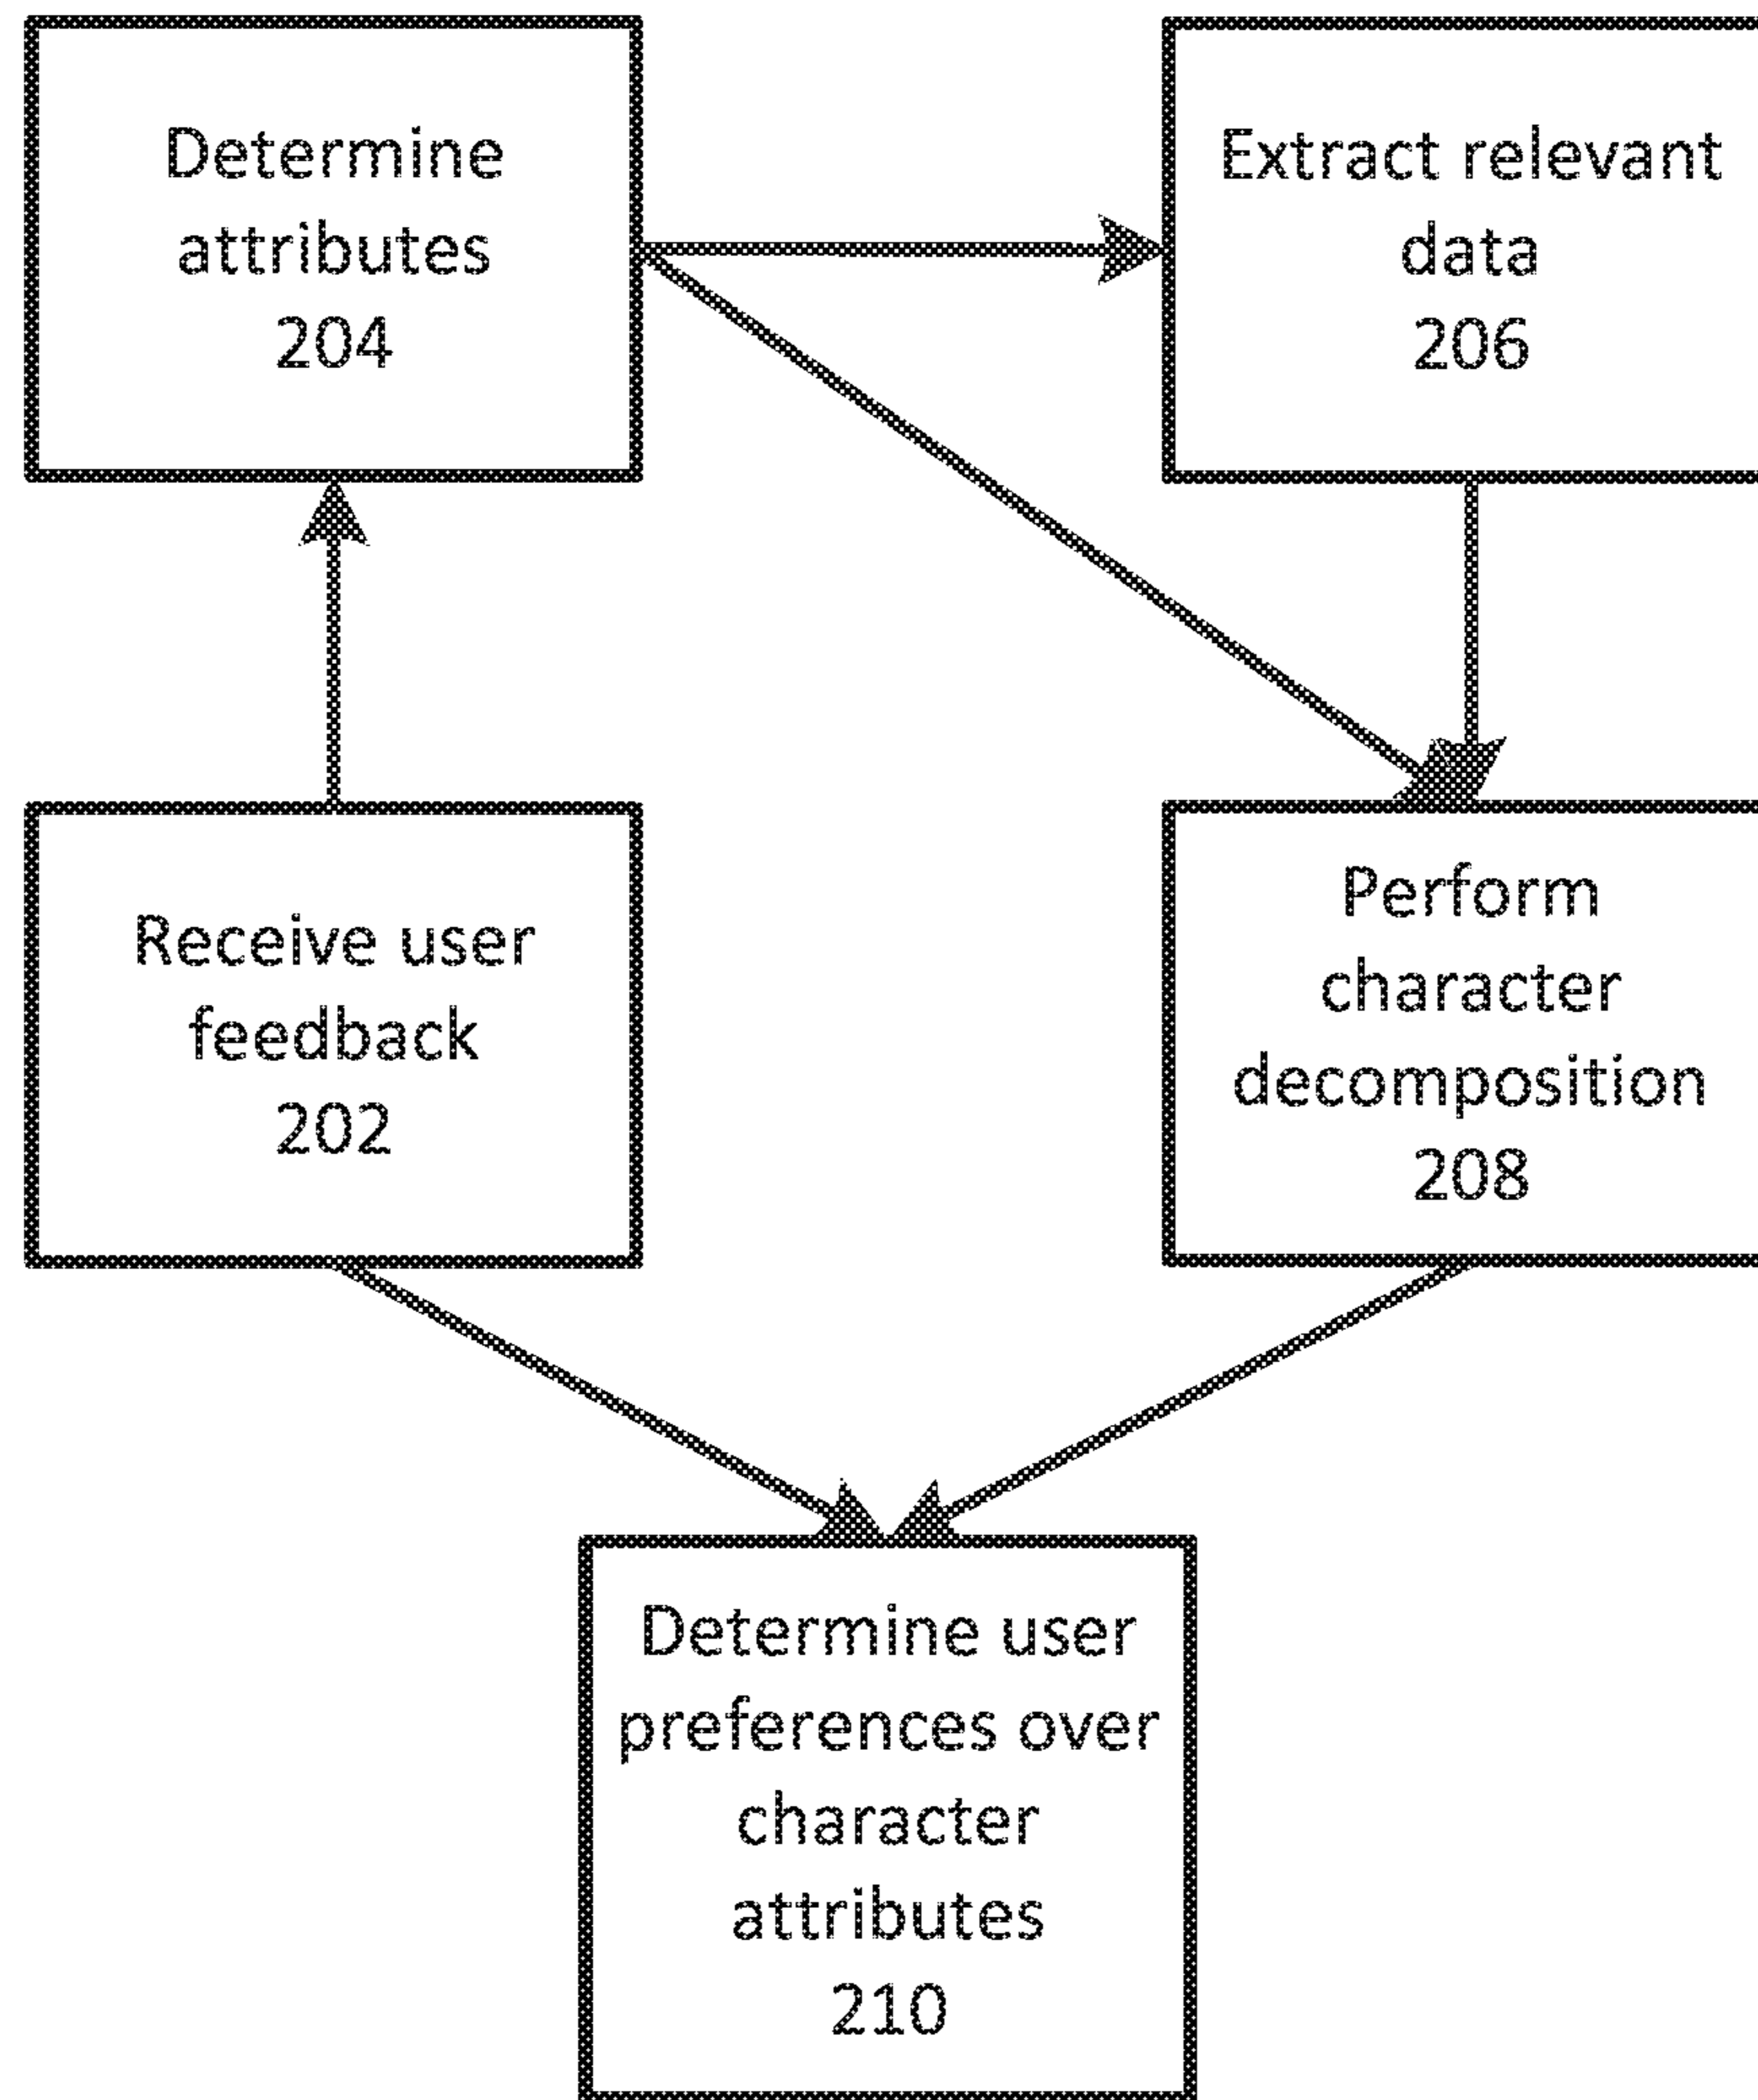 Determine
attributes
204
Extract relevant
data
206
Receive user
feedback
202
Perform
character
decomposition
208
Determine user
preferences over
character
attributes
210